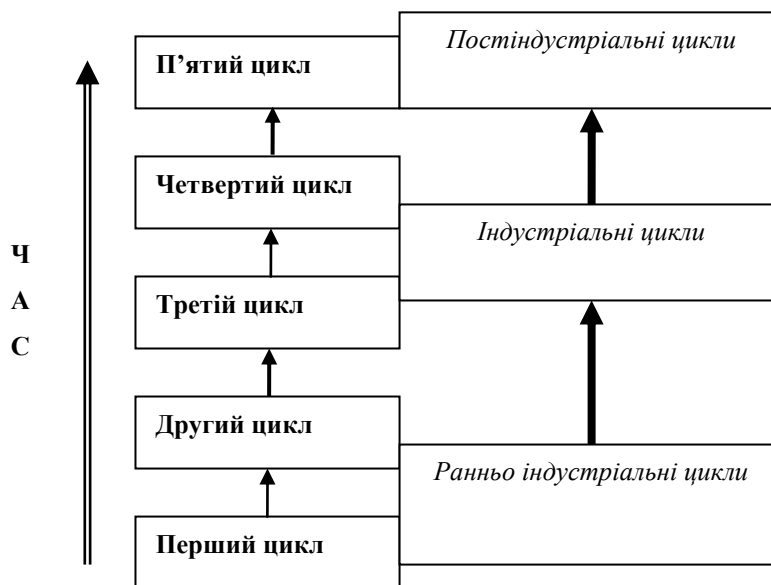 Постіндустріальні цикли
П’ятий цикл
Четвертий цикл
Індустріальні цикли
Ч
А
С
Третій цикл
Другий цикл
Ранньо індустріальні цикли
Перший цикл